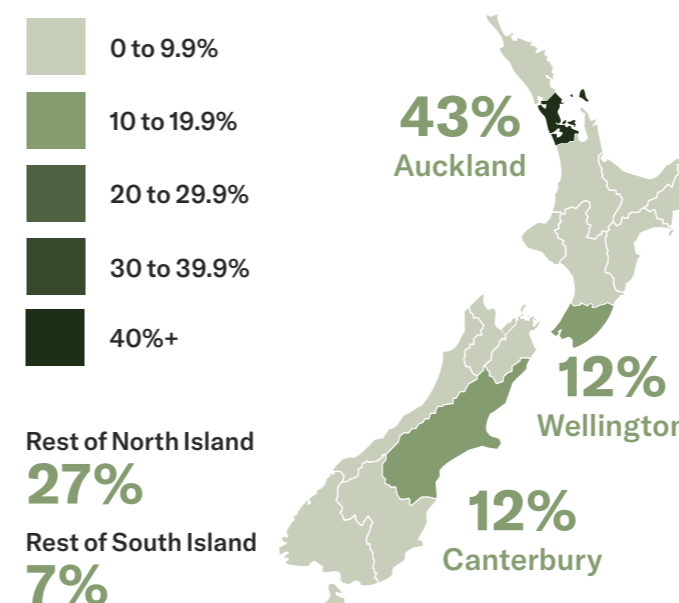 0 to 9.9%
10 to 19.9%
20 to 29.9%
30 to 39.9%
40%+
43%
Auckland
12%
Wellington
12%
Canterbury
Rest of North Island
27%
Rest of South Island
7%